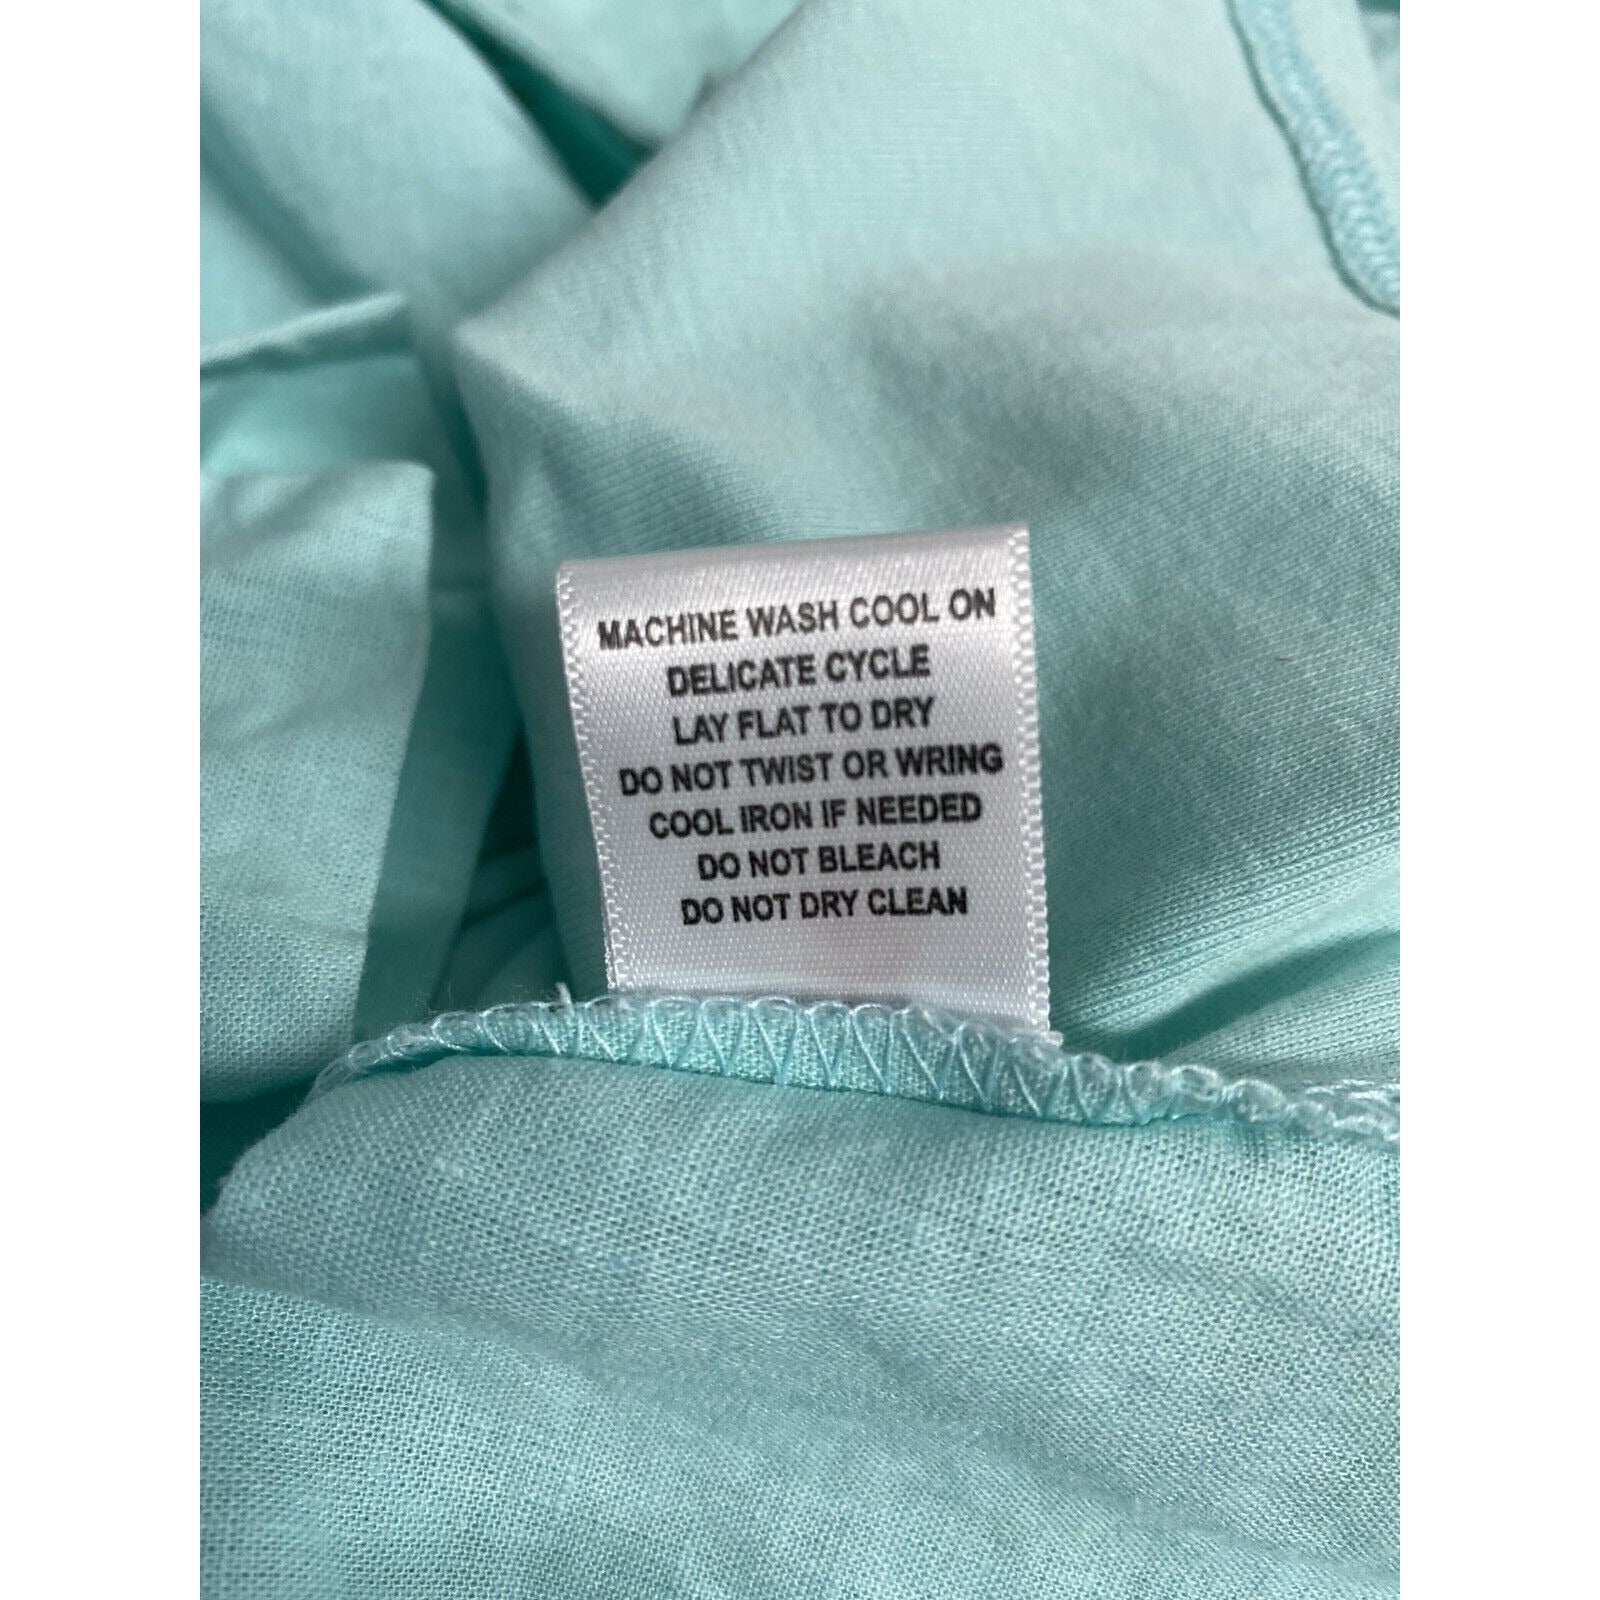 MACHINE WASH COOL ON
DELICATE CYCLE
LAY FLAT TO DRY
DO NOT TWIST OR WRING
COOL IRON IF NEEDED
DO NOT BLEACH
DO NOT DRY CLEAN